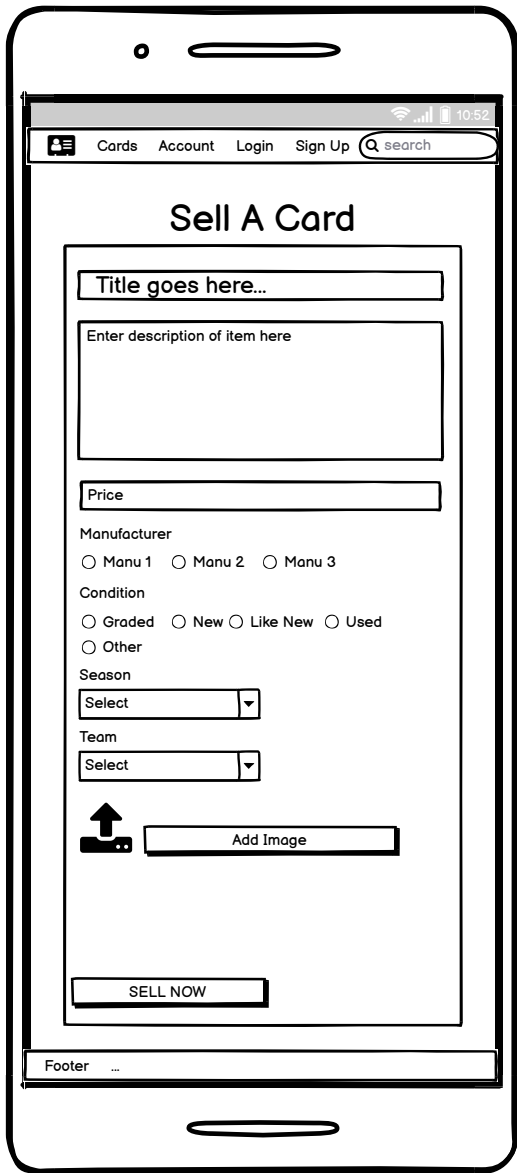 10:52
Cards Account Login Sign Up search
Sell A Card
Title goes here...
Enter description of item here
Price
Manufacturer
Manu 1 Manu 2 Manu 3
Condition
Graded New Like New Used
Other
Season
Select
Team
Select
Add Image
SELL NOW
Footer ...